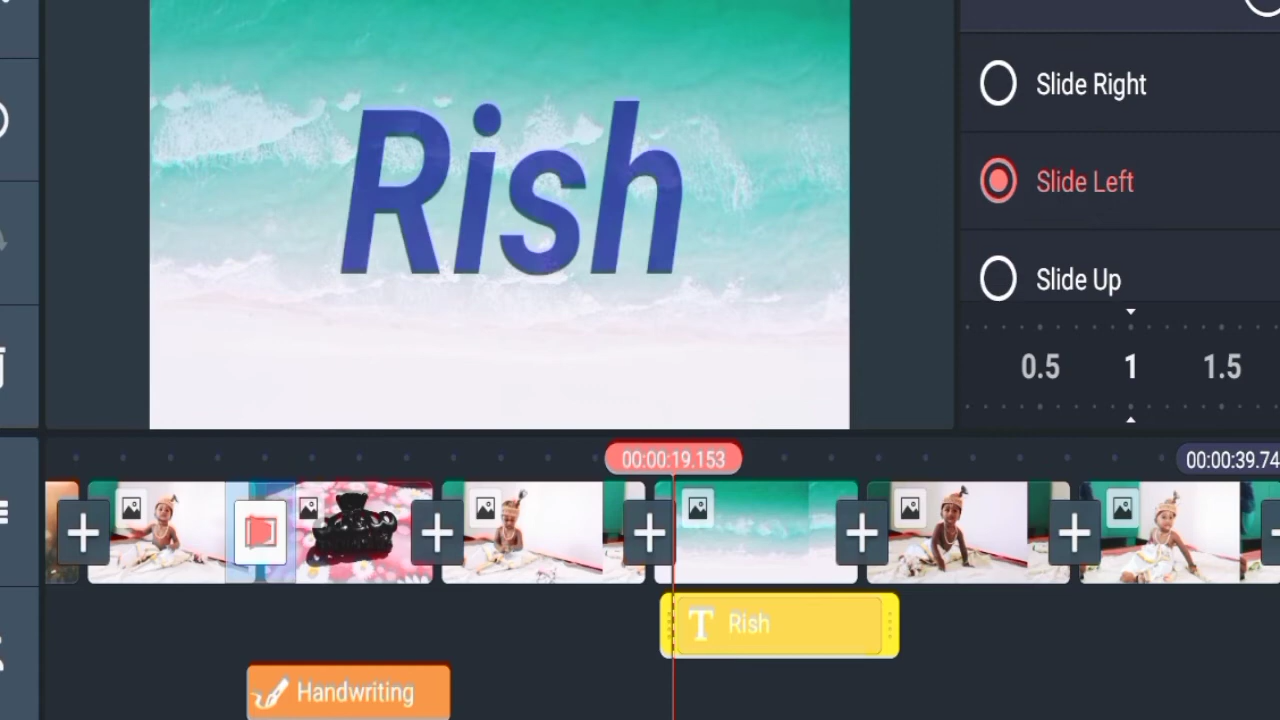 Rish
Slide Right
Slide Left
Slide Up
0.5 1 1.5
00:00:19.153
00:00:39.74
T Rish
Handwriting